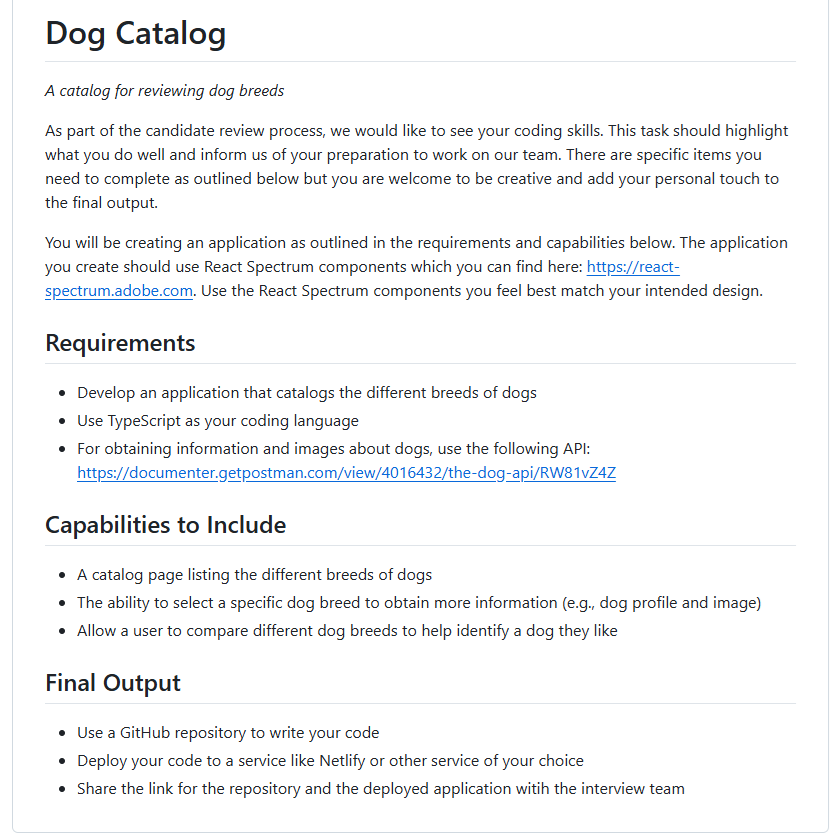 Dog Catalog
A catalog for reviewing dog breeds
As part of the candidate review process, we would like to see your coding skills. This task should highlight
what you do well and inform us of your preparation to work on our team. There are specific items you
need to complete as outlined below but you are welcome to be creative and add your personal touch to
the final output.
You will be creating an application as outlined in the requirements and capabilities below. The application
you create should use React Spectrum components which you can find here: https://react-
spectrum.adobe.com. Use the React Spectrum components you feel best match your intended design.
Requirements
• Develop an application that catalogs the different breeds of dogs
• Use TypeScript as your coding language
• For obtaining information and images about dogs, use the following API:
https://documenter.getpostman.com/view/4016432/the-dog-api/RW81vZ4Z
Capabilities to Include
• A catalog page listing the different breeds of dogs
• The ability to select a specific dog breed to obtain more information (e.g., dog profile and image)
• Allow a user to compare different dog breeds to help identify a dog they like
Final Output
• Use a GitHub repository to write your code
• Deploy your code to a service like Netlify or other service of your choice
• Share the link for the repository and the deployed application witih the interview team